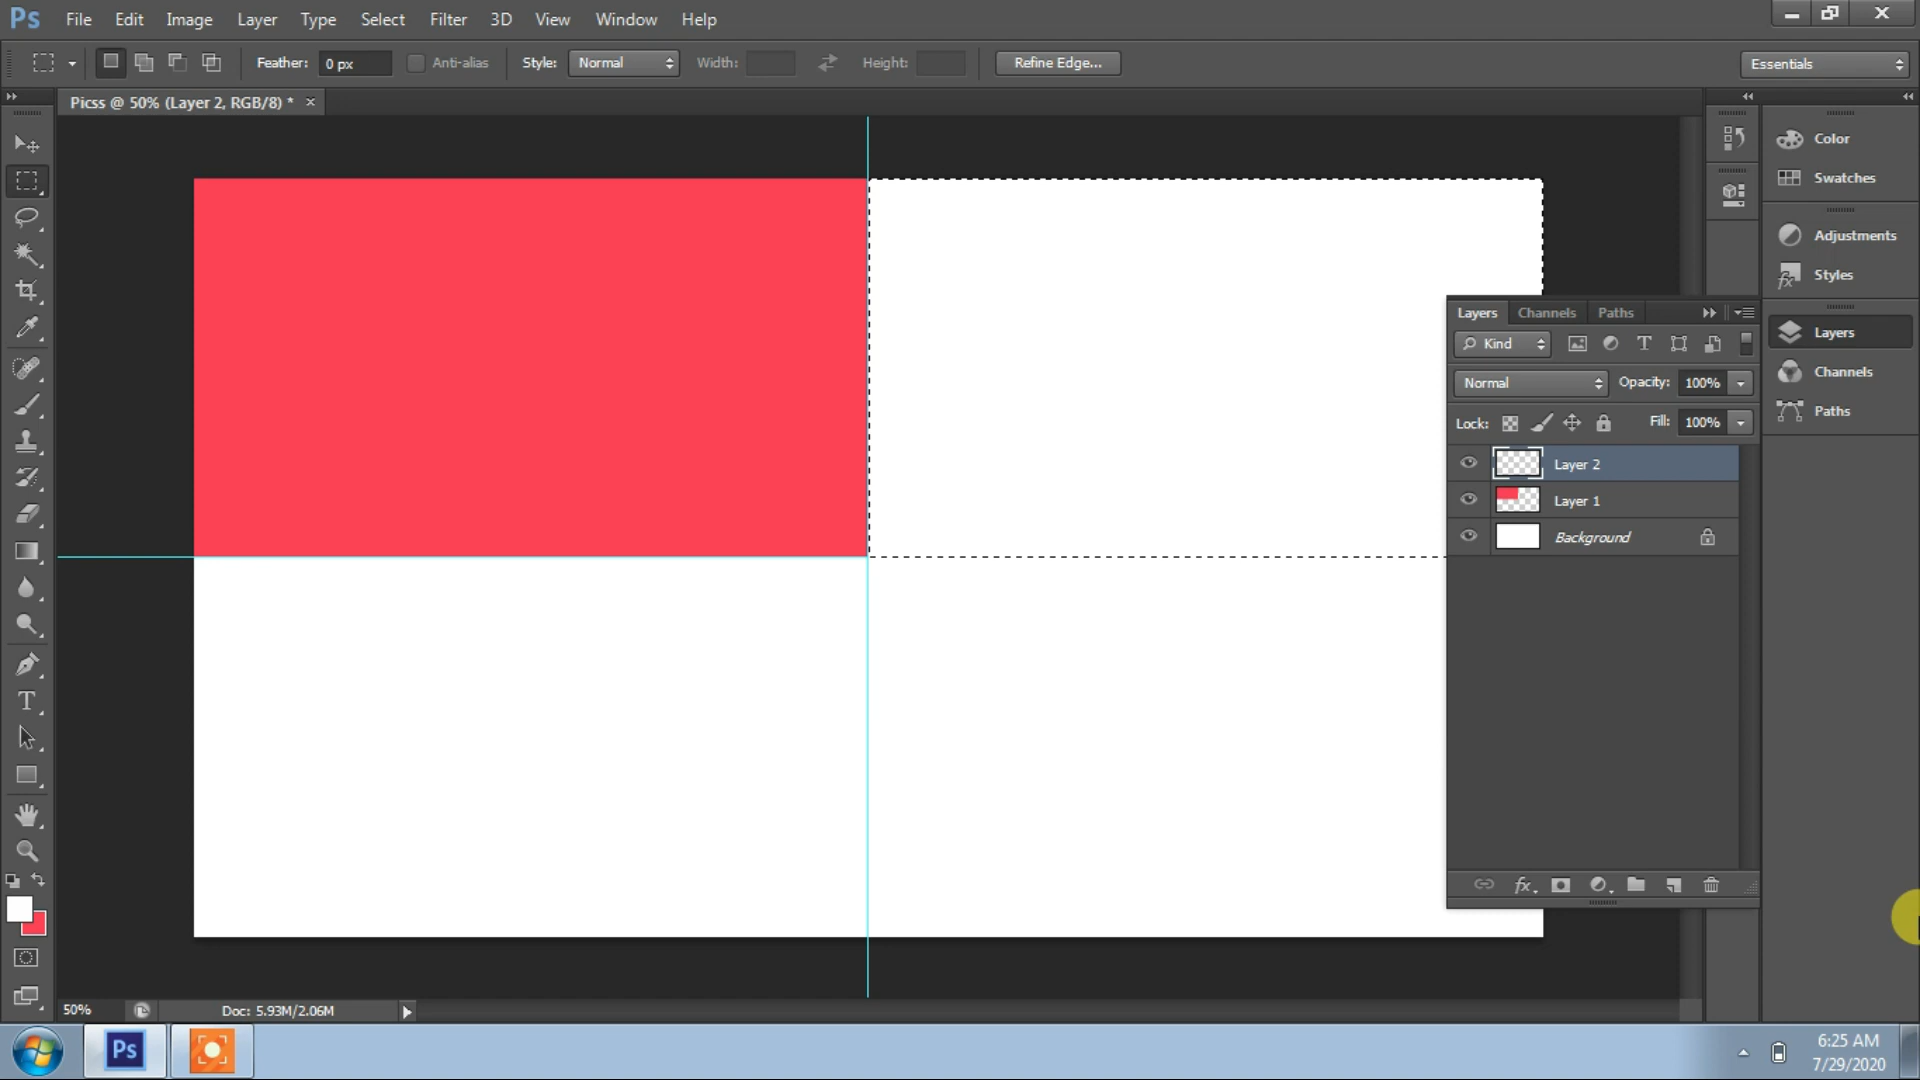 Ps File Edit Image Layer Type Select Filter 3D View Window Help
Feather: 0 px Anti-alias Style: Normal Width: Height: Refine Edge... Essentials
Picss @ 50% (Layer 2, RGB/8) * ×
Color
Swatches
Adjustments
Styles
Layers
Channels
Paths
Layers Channels Paths
Kind
Normal Opacity: 100%
Lock: Fill: 100%
Layer 2
Layer 1
Background
fx
50% Doc: 5.93M/2.06M
Ps
6:25 AM
7/29/2020